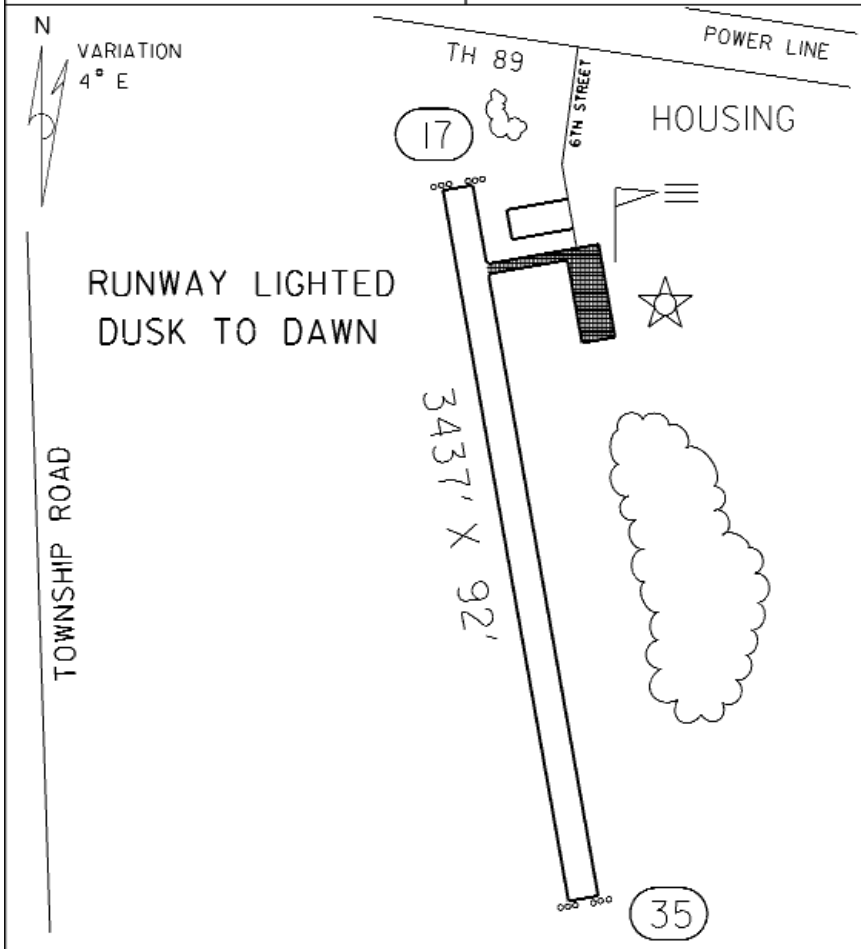 N
VARIATION
4° E
TH 89
POWER LINE
6TH STREET
HOUSING
17
RUNWAY LIGHTED
DUSK TO DAWN
3437' X 92'
TOWNSHIP ROAD
35